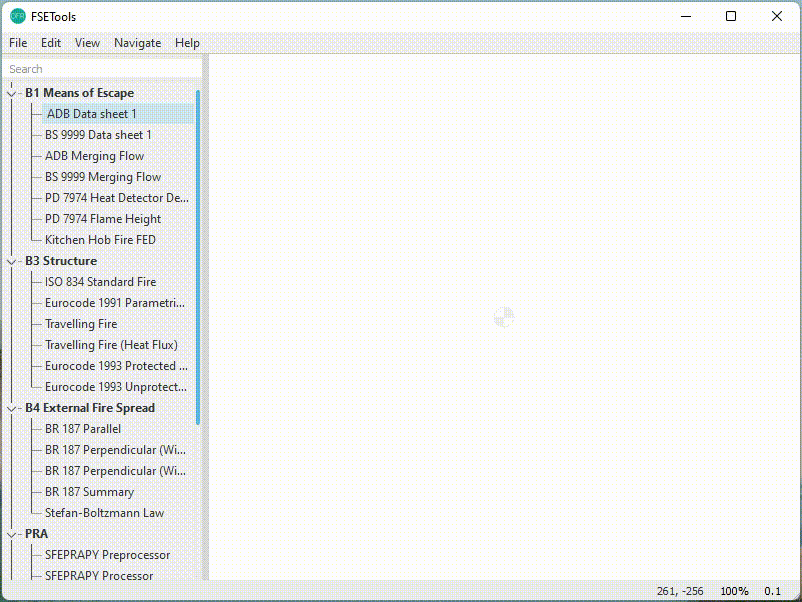 FSETools
File Edit View Navigate Help
Search
B1 Means of Escape
ADB Data sheet 1
BS 9999 Data sheet 1
ADB Merging Flow
BS 9999 Merging Flow
PD 7974 Heat Detector De...
PD 7974 Flame Height
Kitchen Hob Fire FED
B3 Structure
ISO 834 Standard Fire
Eurocode 1991 Parametri...
Travelling Fire
Travelling Fire (Heat Flux)
Eurocode 1993 Protected ...
Eurocode 1993 Unprotect...
B4 External Fire Spread
BR 187 Parallel
BR 187 Perpendicular (Wi...
BR 187 Perpendicular (Wi...
BR 187 Summary
Stefan-Boltzmann Law
PRA
SFEPRAPY Preprocessor
SFEPRAPY Processor
261, -256 100% 0.1